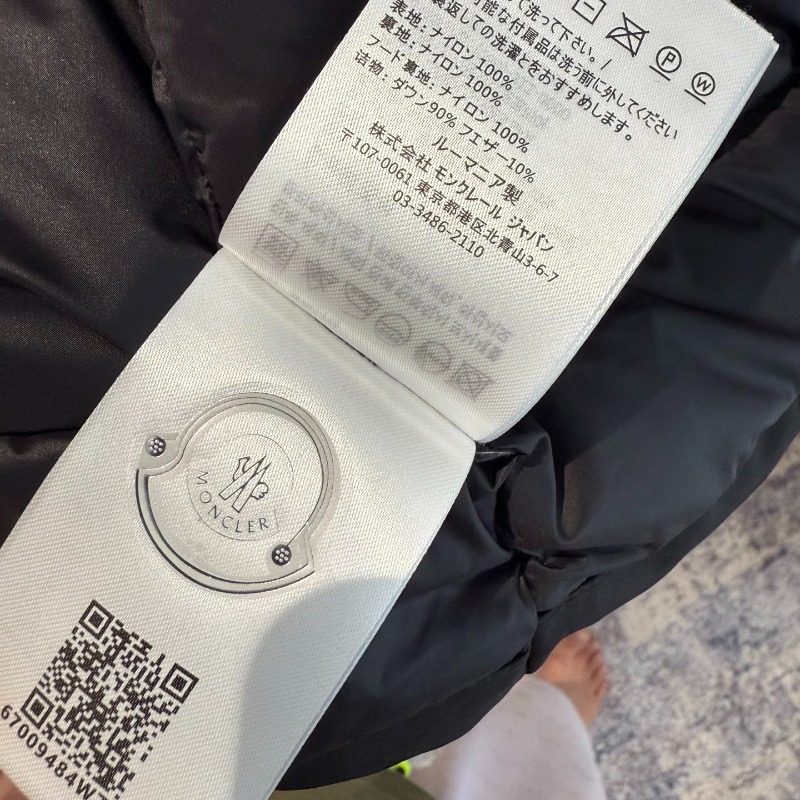 く洗って下さい。/
可能な付属品は洗う前に外してください
裏返しての洗濯とをおすすめします。
表地: ナイロン 100%
裏地: ナイロン 100%
フード裏地: ナイロン 100%
詰物: ダウン90% フェザー10%
ルーマニア製
株式会社 モンクレール ジャパン
〒107-0061 東京都港区北青山3-6-7
03-3486-2110
P
W
MONCLER
67009484W